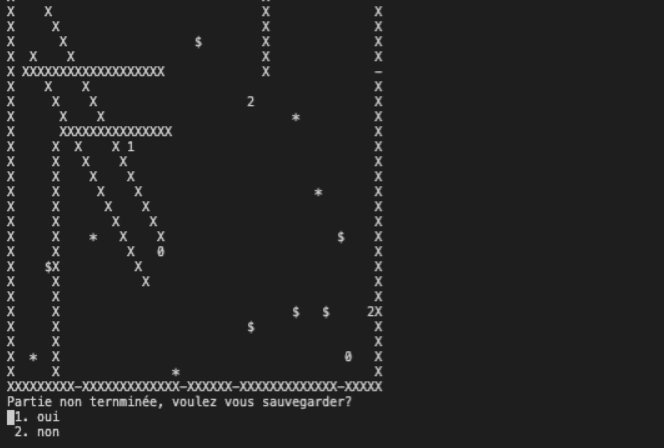 X    X                            X              X
X     X                           X              X
X      X                 $        X              X
X  X    X                         X              X
X XXXXXXXXXXXXXXXXXXX             X              –
X    X    X                                      X
X     X    X                    2                X
X      X    X                         *          X
X      XXXXXXXXXXXXXXX                           X
X     X  X    X 1                                X
X     X   X    X                                 X
X     X    X    X                                X
X     X     X    X                       *       X
X     X      X    X                              X
X     X       X    X                             X
X     X    *   X    X                       $    X
X     X         X   0                            X
X    $X          X                               X
X     X           X                              X
X     X                                          X
X     X                               $   $     2X
X     X                         $                X
X     X                                          X
X  *  X                                      0   X
X     X               *                          X
XXXXXXXXX–XXXXXXXXXXXXX–XXXXXX–XXXXXXXXXXXXX–XXXXX
Partie non ternminée, voulez vous sauvegarder?
1. oui
2. non